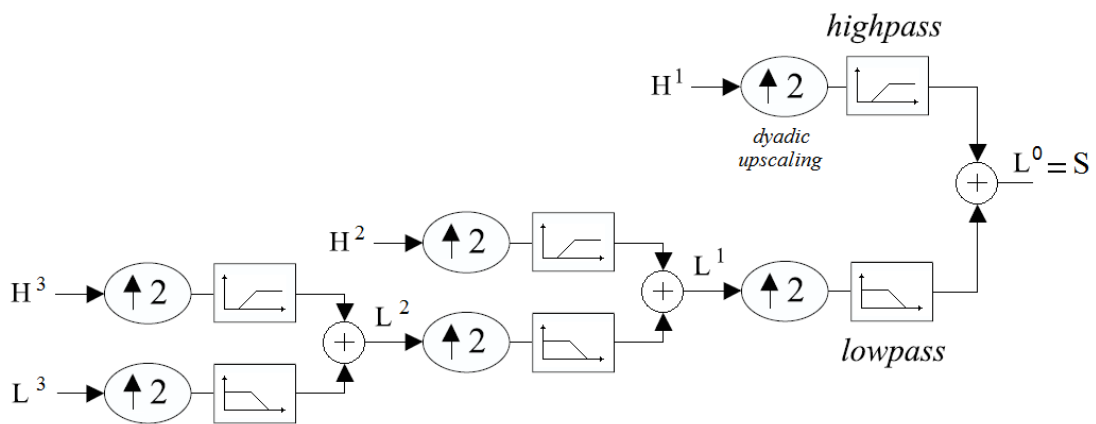 highpass
H¹
↑ 2
dyadic
upscaling
L⁰ = S
H²
↑ 2
H³
↑ 2
L²
↑ 2
L¹
↑ 2
L³
↑ 2
lowpass